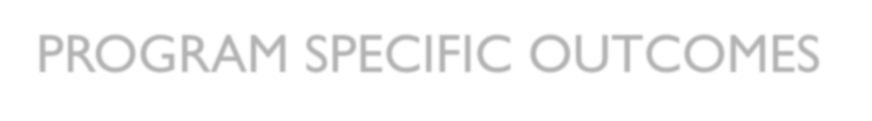 PROGRAM SPECIFIC OUTCOMES